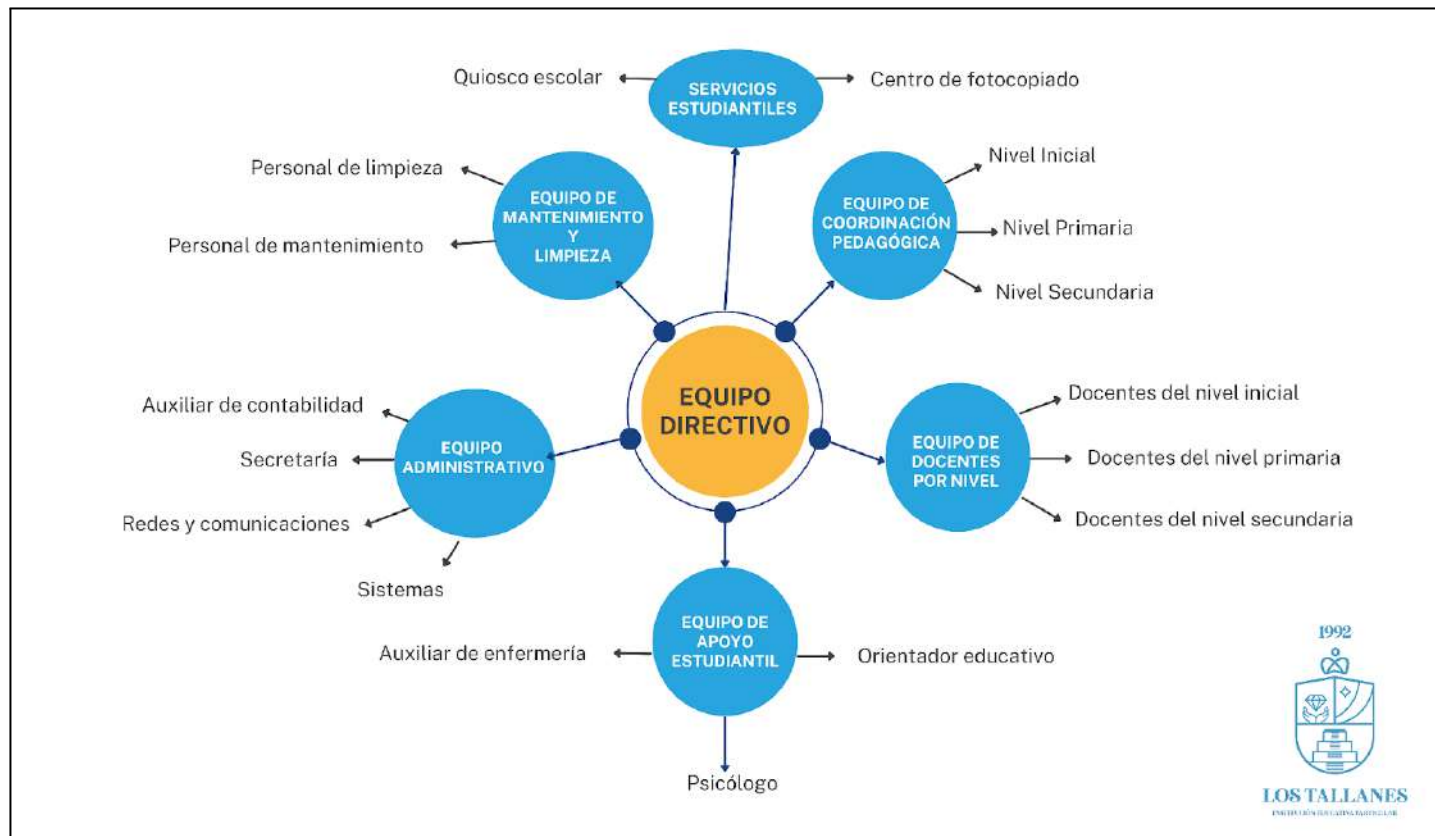 Quiosco escolar
SERVICIOS
ESTUDIANTILES
Centro de fotocopiado
Personal de limpieza
Personal de mantenimiento
EQUIPO DE
MANTENIMIENTO
Y
LIMPIEZA
EQUIPO DE
COORDINACIÓN
PEDAGÓGICA
Nivel Inicial
Nivel Primaria
Nivel Secundaria
EQUIPO
DIRECTIVO
Auxiliar de contabilidad
Secretaría
Redes y comunicaciones
Sistemas
EQUIPO
ADMINISTRATIVO
EQUIPO DE
DOCENTES
POR NIVEL
Docentes del nivel inicial
Docentes del nivel primaria
Docentes del nivel secundaria
Auxiliar de enfermería
EQUIPO DE
APOYO
ESTUDIANTIL
Orientador educativo
Psicólogo
1992
LOS TALLANES
INSTITUCIÓN EDUCATIVA PARTICULAR